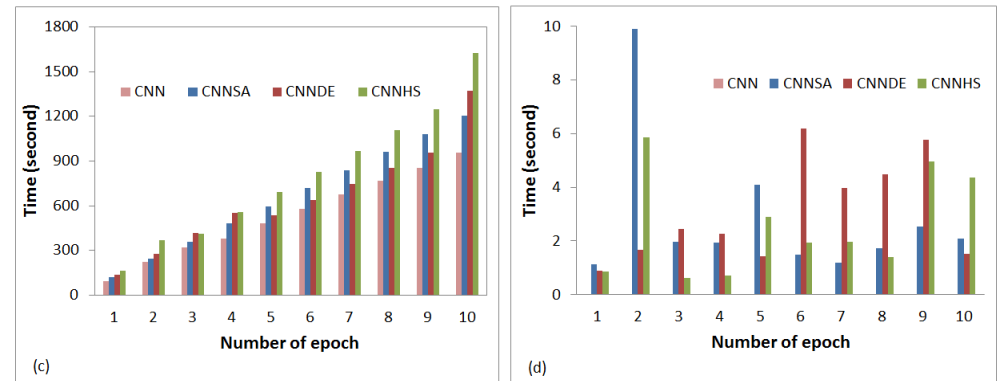 1800
1500
1200
900
600
300
0
Time (second)
CNN CNNSA CNNDE CNNHS
1 2 3 4 5 6 7 8 9 10
Number of epoch
(c)
10
8
6
4
2
0
Time (second)
CNN CNNSA CNNDE CNNHS
1 2 3 4 5 6 7 8 9 10
Number of epoch
(d)